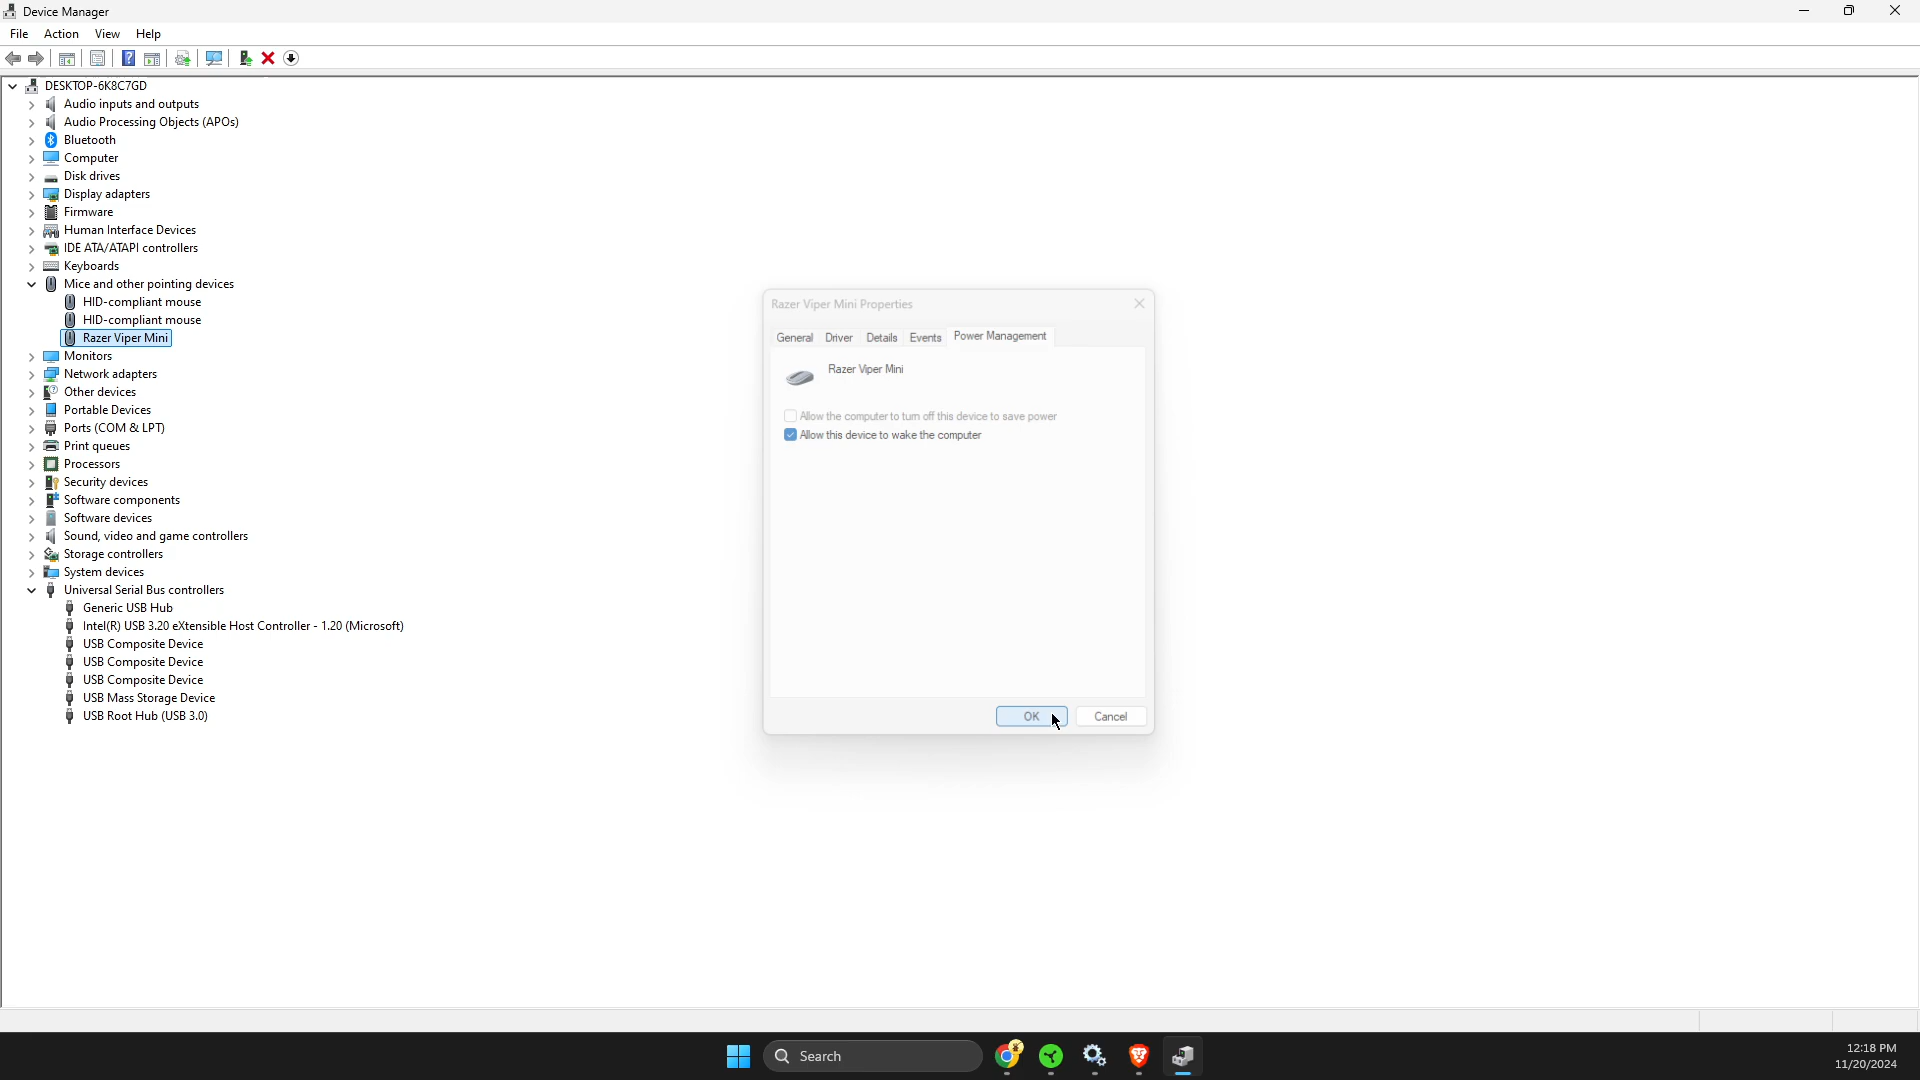 Device Manager
File Action View Help
DESKTOP-6K8C7GD
Audio inputs and outputs
Audio Processing Objects (APOs)
Bluetooth
Computer
Disk drives
Display adapters
Firmware
Human Interface Devices
IDE ATA/ATAPI controllers
Keyboards
Mice and other pointing devices
HID-compliant mouse
HID-compliant mouse
Razer Viper Mini
Monitors
Network adapters
Other devices
Portable Devices
Ports (COM & LPT)
Print queues
Processors
Security devices
Software components
Software devices
Sound, video and game controllers
Storage controllers
System devices
Universal Serial Bus controllers
Generic USB Hub
Intel(R) USB 3.20 eXtensible Host Controller - 1.20 (Microsoft)
USB Composite Device
USB Composite Device
USB Composite Device
USB Mass Storage Device
USB Root Hub (USB 3.0)
Razer Viper Mini Properties
General Driver Details Events Power Management
Razer Viper Mini
Allow the computer to turn off this device to save power
Allow this device to wake the computer
OK Cancel
Search
12:18 PM
11/20/2024